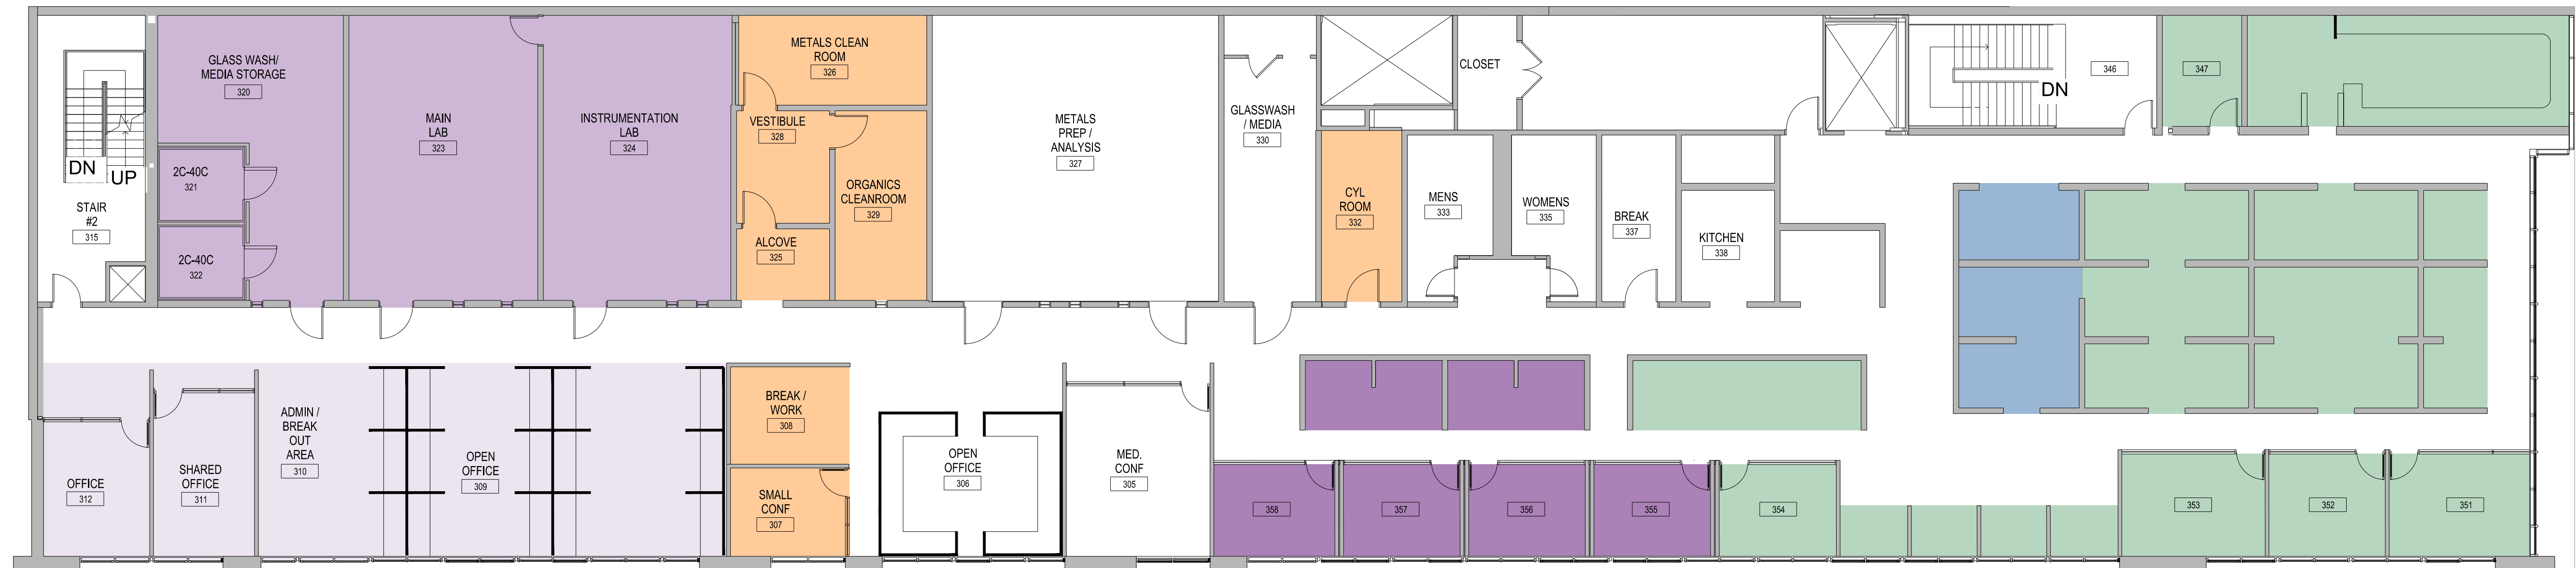 GLASS WASH/
MEDIA STORAGE
320
MAIN
LAB
323
INSTRUMENTATION
LAB
324
METALS CLEAN
ROOM
326
VESTIBULE
328
ORGANICS
CLEANROOM
329
ALCOVE
325
METALS
PREP /
ANALYSIS
327
GLASSWASH
/ MEDIA
330
CLOSET
346
DN
347
DN
UP
STAIR
#2
315
2C-40C
321
2C-40C
322
CYL
ROOM
332
MENS
333
WOMENS
335
BREAK
337
KITCHEN
338
OFFICE
312
SHARED
OFFICE
311
ADMIN /
BREAK
OUT
AREA
310
OPEN
OFFICE
309
BREAK /
WORK
308
SMALL
CONF
307
OPEN
OFFICE
306
MED.
CONF
305
358
357
356
355
354
353
352
351